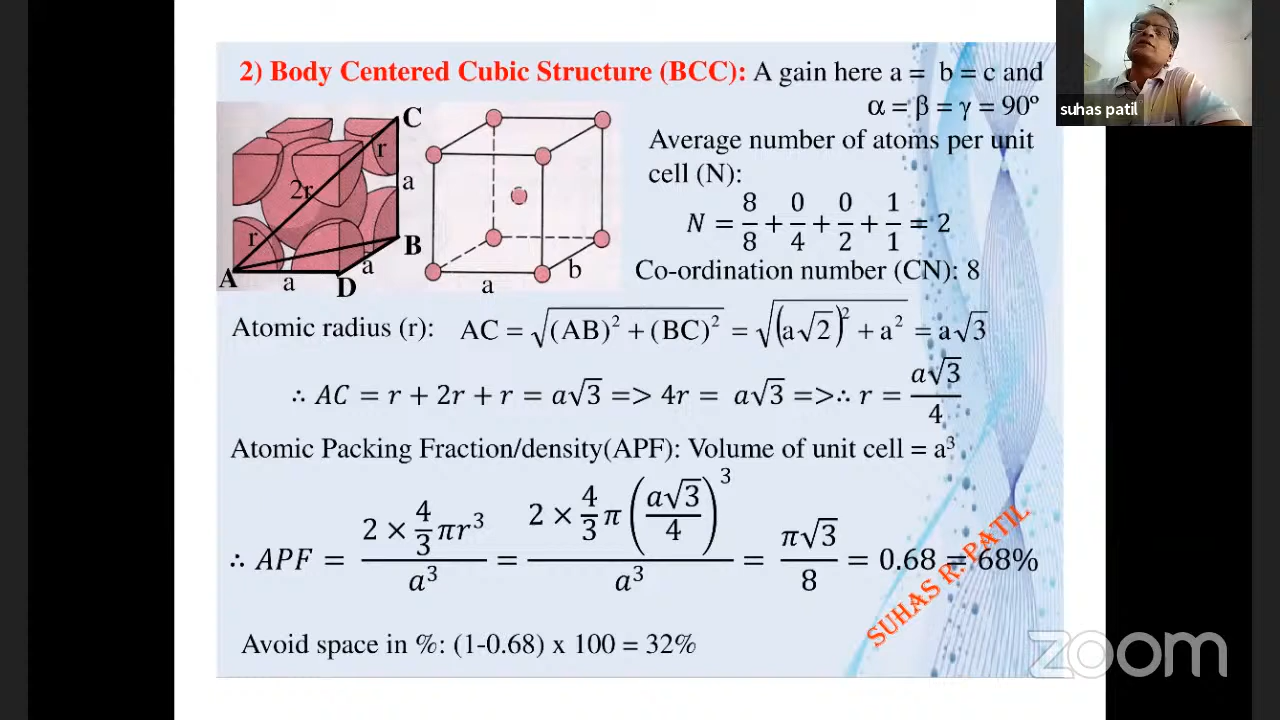 2) Body Centered Cubic Structure (BCC): A gain here a = b = c and
α = β = γ = 90º
Average number of atoms per unit
cell (N):
N = 8/8 + 0/4 + 0/2 + 1/1 = 2
Co-ordination number (CN): 8
C
r
2r
a
r
B
A
a
a
D
b
a
Atomic radius (r): AC = √((AB)² + (BC)²) = √((a√2)² + a²) = a√3
∴ AC = r + 2r + r = a√3 => 4r = a√3 =>∴ r = a√3/4
Atomic Packing Fraction/density(APF): Volume of unit cell = a³
∴ APF = (2 × 4/3 πr³)/a³ = (2 × 4/3 π (a√3/4)³)/a³ = π√3/8 = 0.68 = 68%
Avoid space in %: (1-0.68) x 100 = 32%
SUHAS R. PATIL
suhas patil
zoom